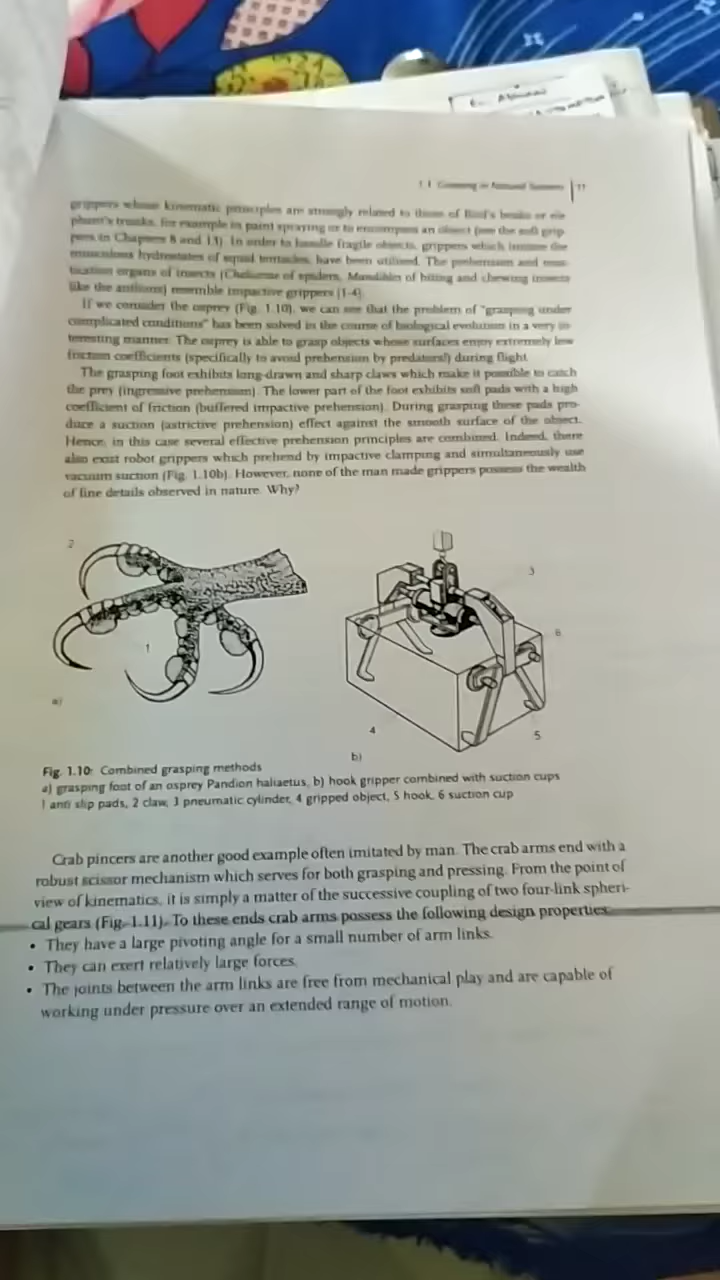 1.1 Grasping in Natural Systems 11
grippers whose kinematic principles are strongly related to those of bird's beaks or ele-
phant's trunks, for example in paint spraying or to encompass an object (see the soft grip-
pers in Chapters 8 and 13). In order to handle fragile objects, grippers which imitate the
musculous hydrostates of squid tentacles, have been utilised. The prehension and
organs of insects (Chelicerae of spiders, Mandibles of biting and chewing insects
like the antlions) resemble impactive grippers [1-4].
If we consider the osprey (Fig. 1.10), we can see that the problem of "grasping under
complicated conditions" has been solved in the course of biological evolution in a very in-
teresting manner. The osprey is able to grasp objects whose surfaces enjoy extremely low
friction coefficients (specifically to avoid prehension by predators!) during flight.
The grasping foot exhibits long-drawn and sharp claws which make it possible to catch
the prey (ingressive prehension). The lower part of the foot exhibits soft pads with a high
coefficient of friction (buffered impactive prehension). During grasping these pads pro-
duce a suction (astrictive prehension) effect against the smooth surface of the object.
Hence, in this case several effective prehension principles are combined. Indeed, there
also exist robot grippers which prehend by impactive clamping and simultaneously use
vacuum suction (Fig. 1.10b). However, none of the man made grippers possess the wealth
of fine details observed in nature. Why?
2
1
a)
3
6
4
5
b)
Fig. 1.10: Combined grasping methods
a) grasping foot of an osprey Pandion haliaetus, b) hook gripper combined with suction cups
1 anti slip pads, 2 claw, 3 pneumatic cylinder, 4 gripped object, 5 hook, 6 suction cup
Crab pincers are another good example often imitated by man. The crab arms end with a
robust scissor mechanism which serves for both grasping and pressing. From the point of
view of kinematics, it is simply a matter of the successive coupling of two four-link spheri-
cal gears (Fig. 1.11). To these ends crab arms possess the following design properties:
• They have a large pivoting angle for a small number of arm links.
• They can exert relatively large forces.
• The joints between the arm links are free from mechanical play and are capable of
working under pressure over an extended range of motion.